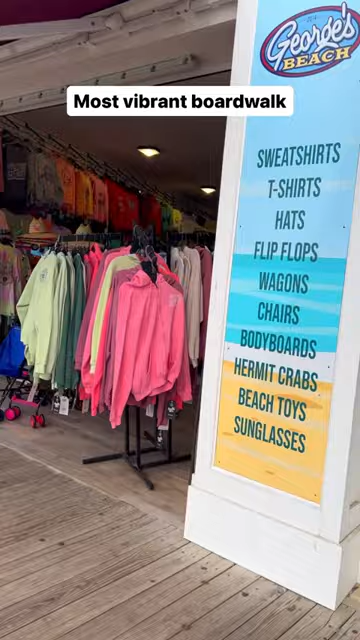 George's
BEACH
Most vibrant boardwalk
SWEATSHIRTS
T-SHIRTS
HATS
FLIP FLOPS
WAGONS
CHAIRS
BODYBOARDS
HERMIT CRABS
BEACH TOYS
SUNGLASSES